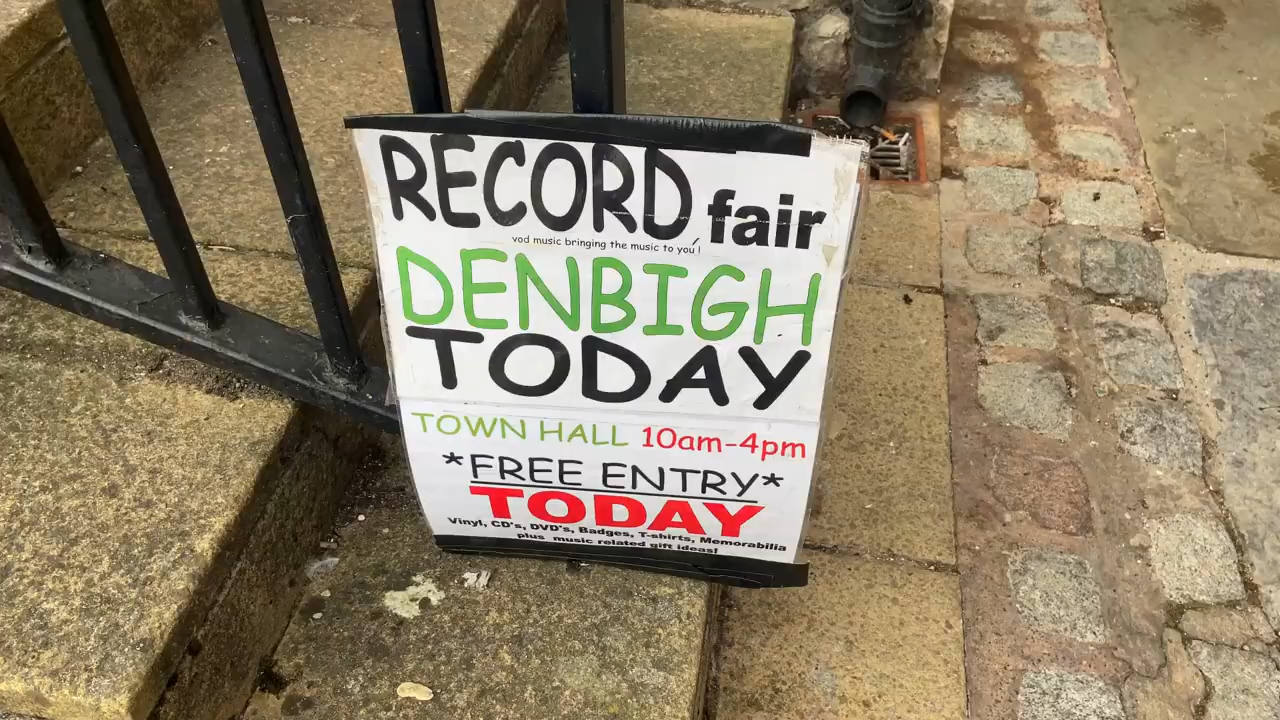 RECORD, fair
vod music bringing the music to you!
DENBIGH
TODAY
TOWN HALL 10am-4pm
*FREE ENTRY*
TODAY
Vinyl, CD's, DVD's, Badges, T-shirts, Memorabilia
plus music related gift ideas!